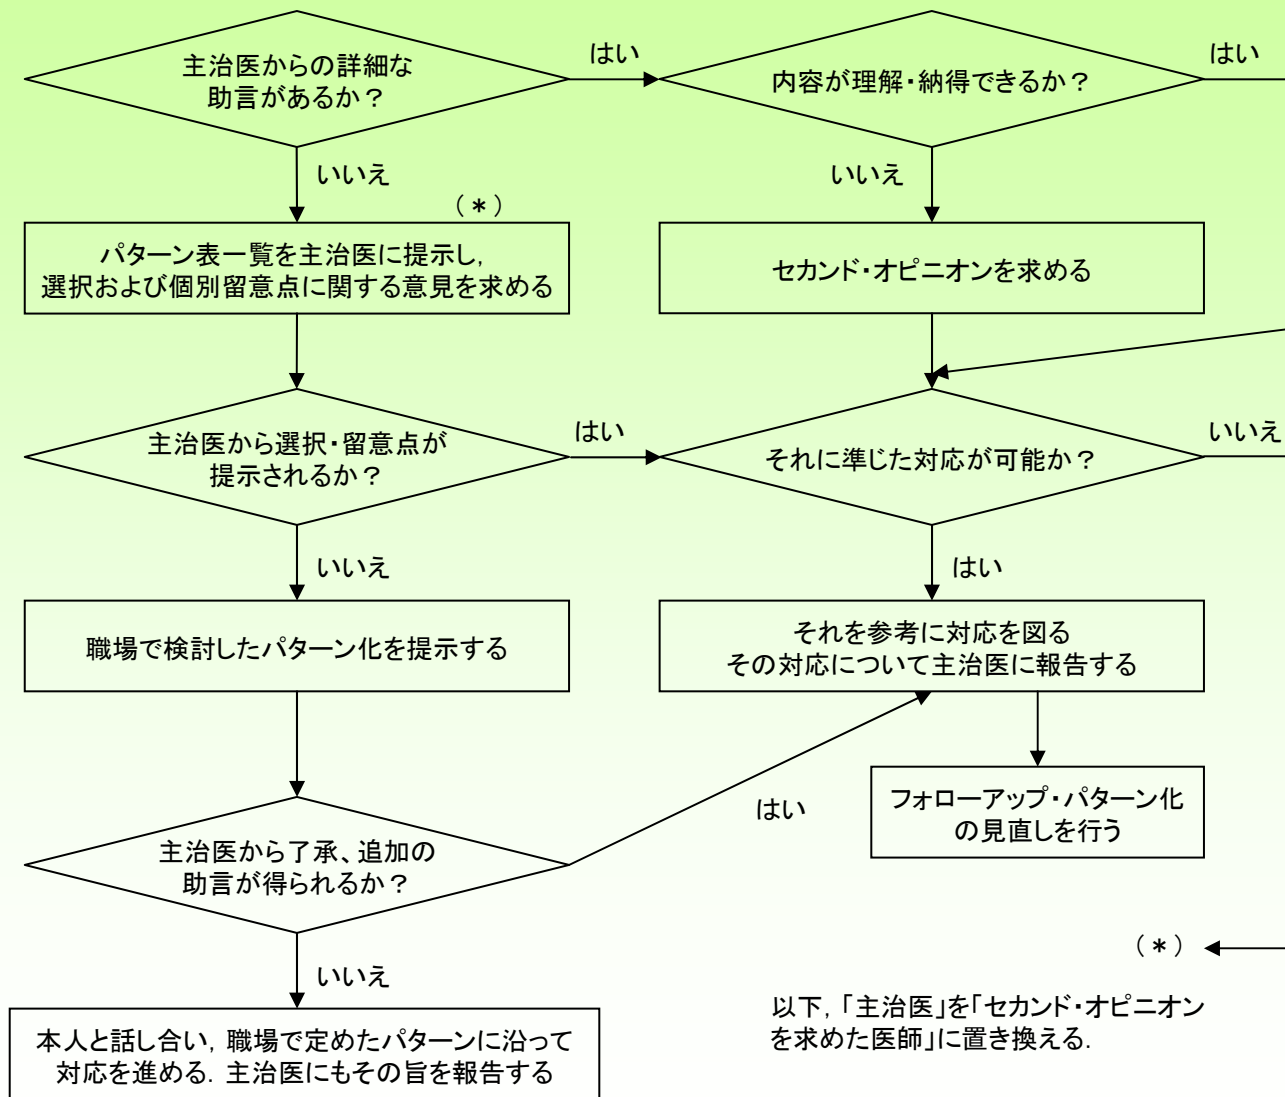 主治医からの詳細な
助言があるか？
はい
内容が理解・納得できるか？
はい
いいえ
いいえ
（＊）
パターン表一覧を主治医に提示し，
選択および個別留意点に関する意見を求める
セカンド・オピニオンを求める
主治医から選択・留意点が
提示されるか？
はい
それに準じた対応が可能か？
いいえ
いいえ
はい
職場で検討したパターン化を提示する
それを参考に対応を図る
その対応について主治医に報告する
フォローアップ・パターン化
の見直しを行う
はい
主治医から了承、追加の
助言が得られるか？
（＊）
いいえ
以下，「主治医」を「セカンド・オピニオン
を求めた医師」に置き換える．
本人と話し合い，職場で定めたパターンに沿って
対応を進める．主治医にもその旨を報告する